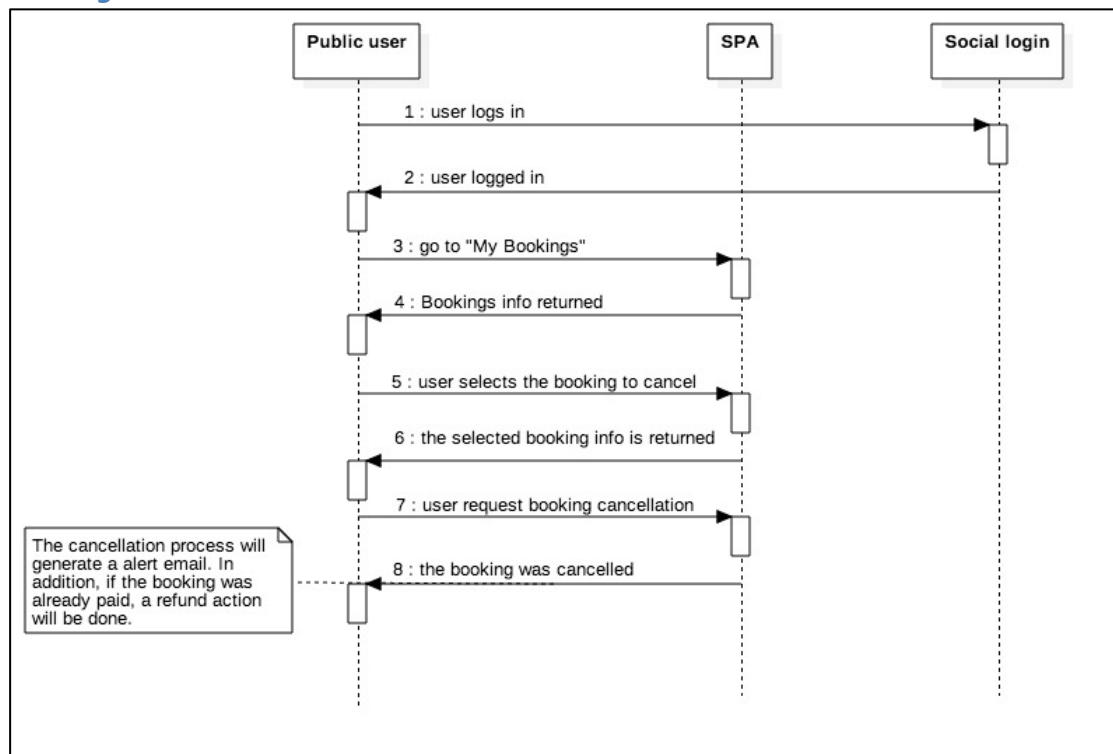 Public user
SPA
Social login
1 : user logs in
2 : user logged in
3 : go to "My Bookings"
4 : Bookings info returned
5 : user selects the booking to cancel
6 : the selected booking info is returned
7 : user request booking cancellation
The cancellation process will
generate a alert email. In
addition, if the booking was
already paid, a refund action
will be done.
8 : the booking was cancelled